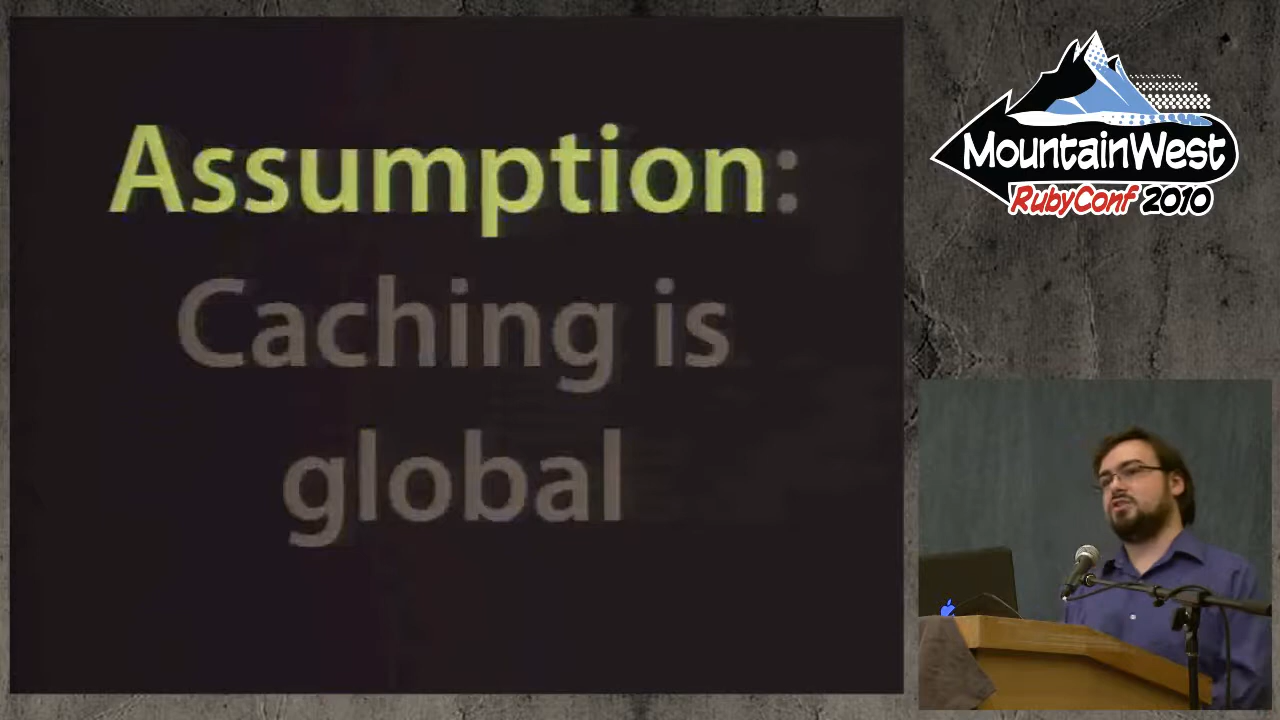 Assumption:
Caching is
global
MountainWest
RubyConf 2010